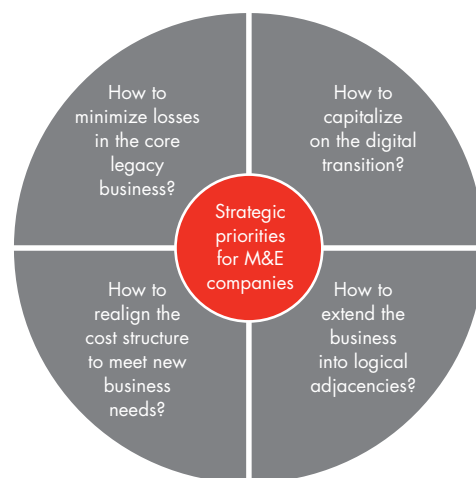 How to
minimize losses
in the core
legacy
business?
How to
capitalize
on the digital
transition?
Strategic
priorities
for M&E
companies
How to
realign the
cost structure
to meet new
business
needs?
How to
extend the
business
into logical
adjacencies?